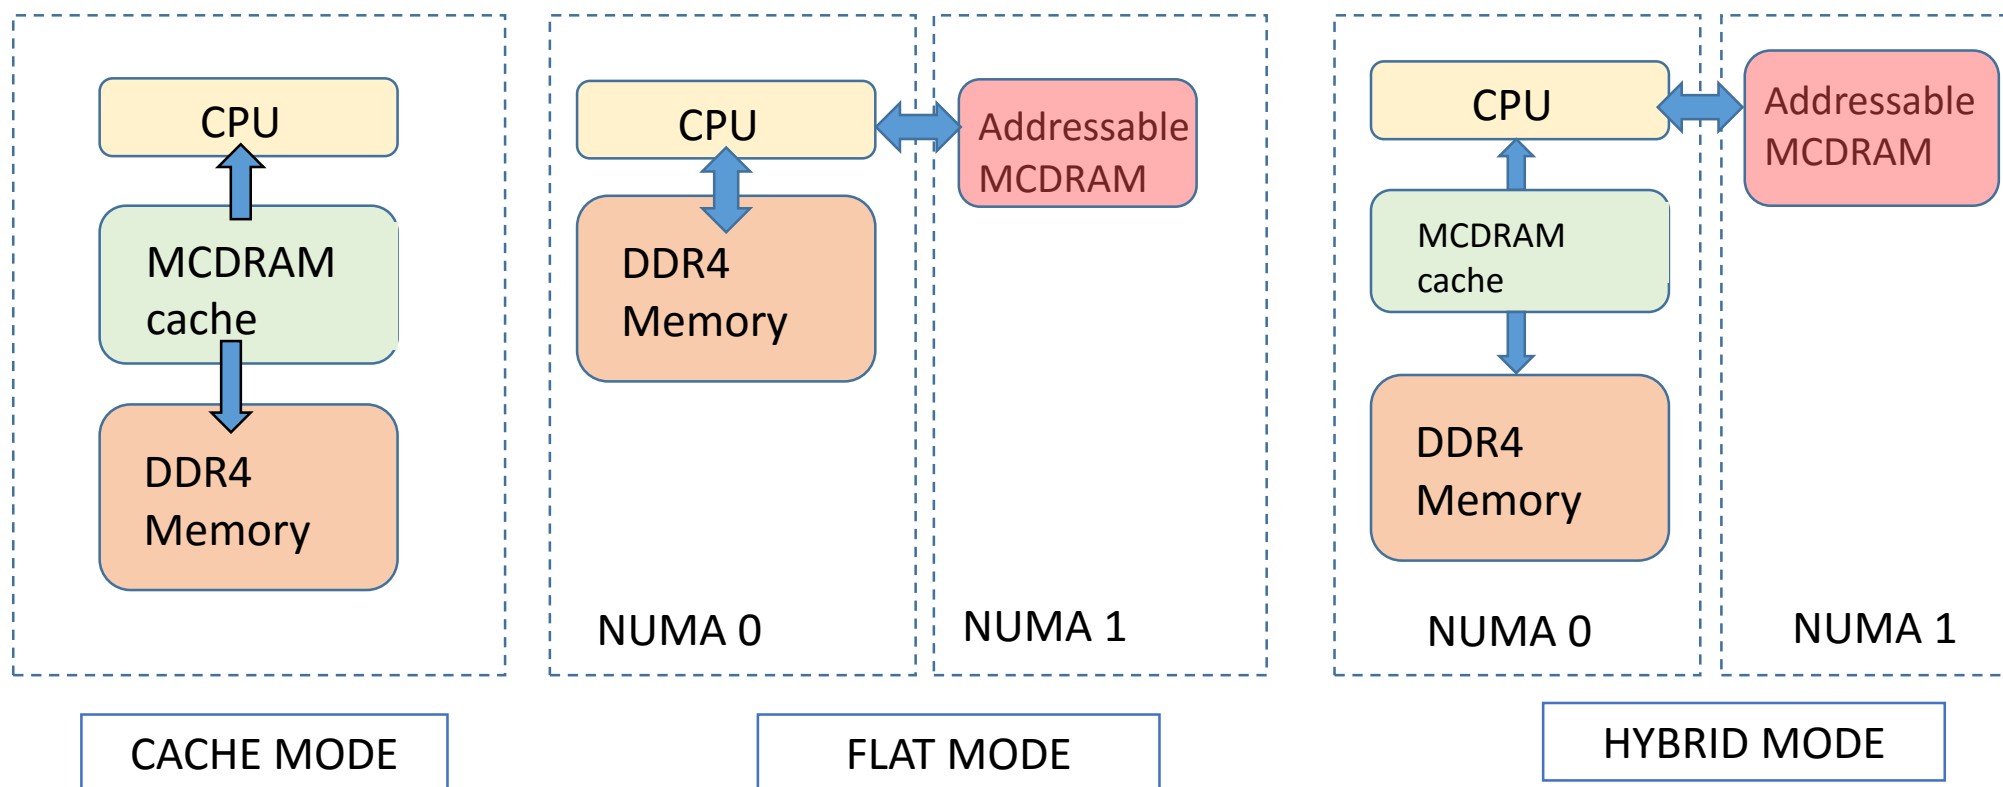 CPU
MCDRAM
cache
DDR4
Memory
CACHE MODE
CPU
DDR4
Memory
NUMA 0
Addressable
MCDRAM
NUMA 1
FLAT MODE
CPU
MCDRAM
cache
DDR4
Memory
NUMA 0
Addressable
MCDRAM
NUMA 1
HYBRID MODE